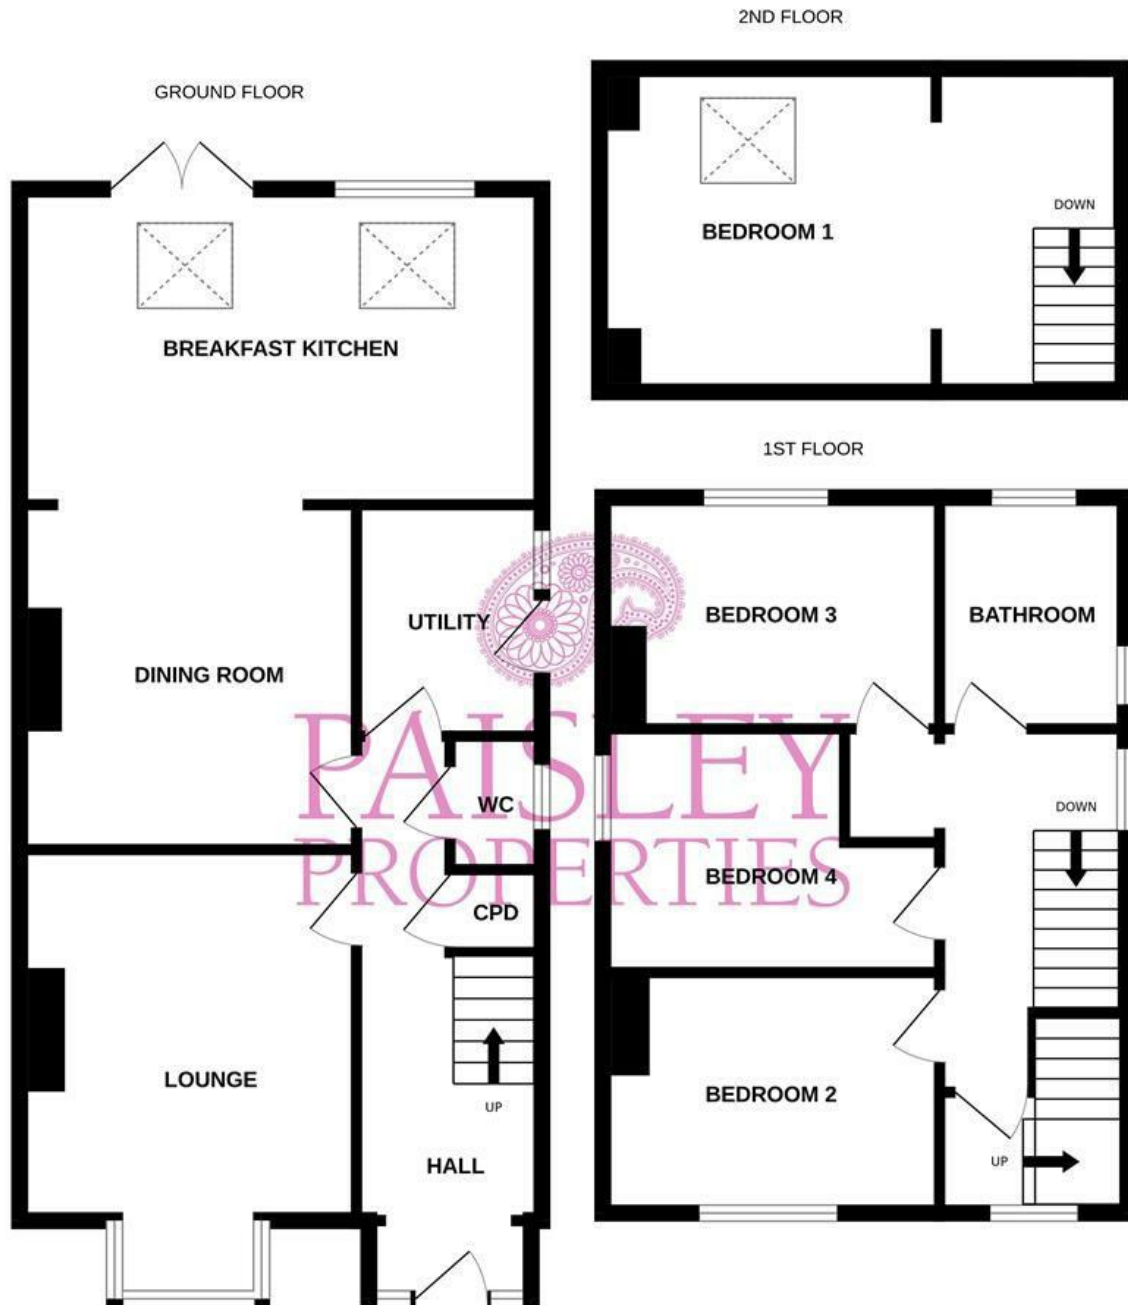 GROUND FLOOR
BREAKFAST KITCHEN
UTILITY
DINING ROOM
WC
CPD
LOUNGE
UP
HALL
2ND FLOOR
DOWN
BEDROOM 1
1ST FLOOR
BEDROOM 3
BATHROOM
DOWN
BEDROOM 4
BEDROOM 2
UP
PAISLEY
PROPERTIES